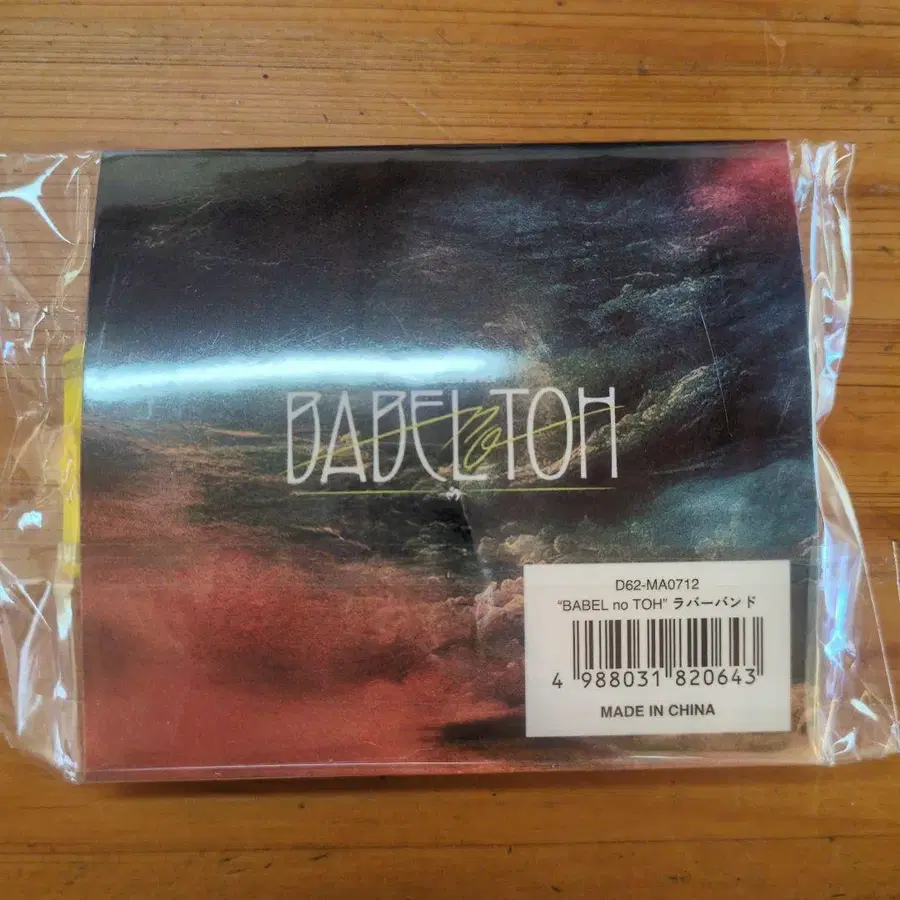 BABEL no TOH
D62-MA0712
“BABEL no TOH” ラバーバンド
4 988031 820643
MADE IN CHINA